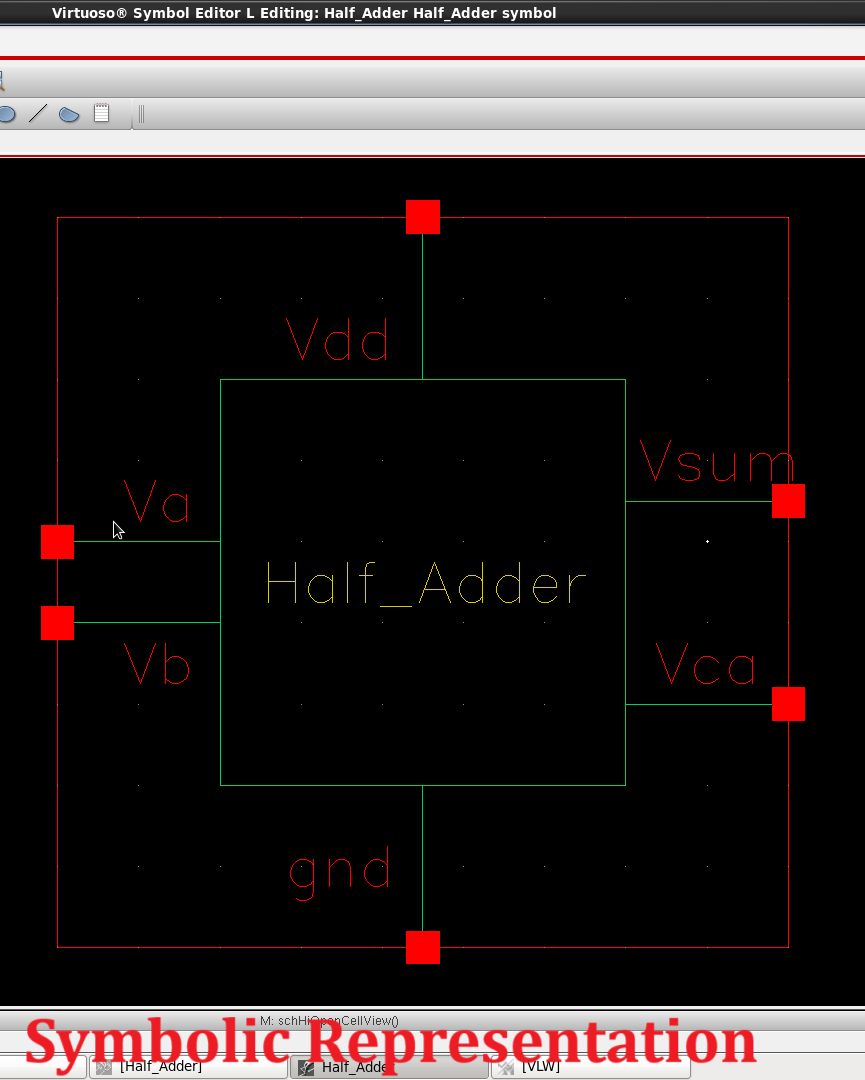 Virtuoso® Symbol Editor L Editing: Half_Adder Half_Adder symbol
Vdd
Vsum
Va
Half_Adder
Vb
Vca
gnd
M: schHiOpenCellView()
Symbolic Representation
[Half_Adder] Half_Adder [VLW]